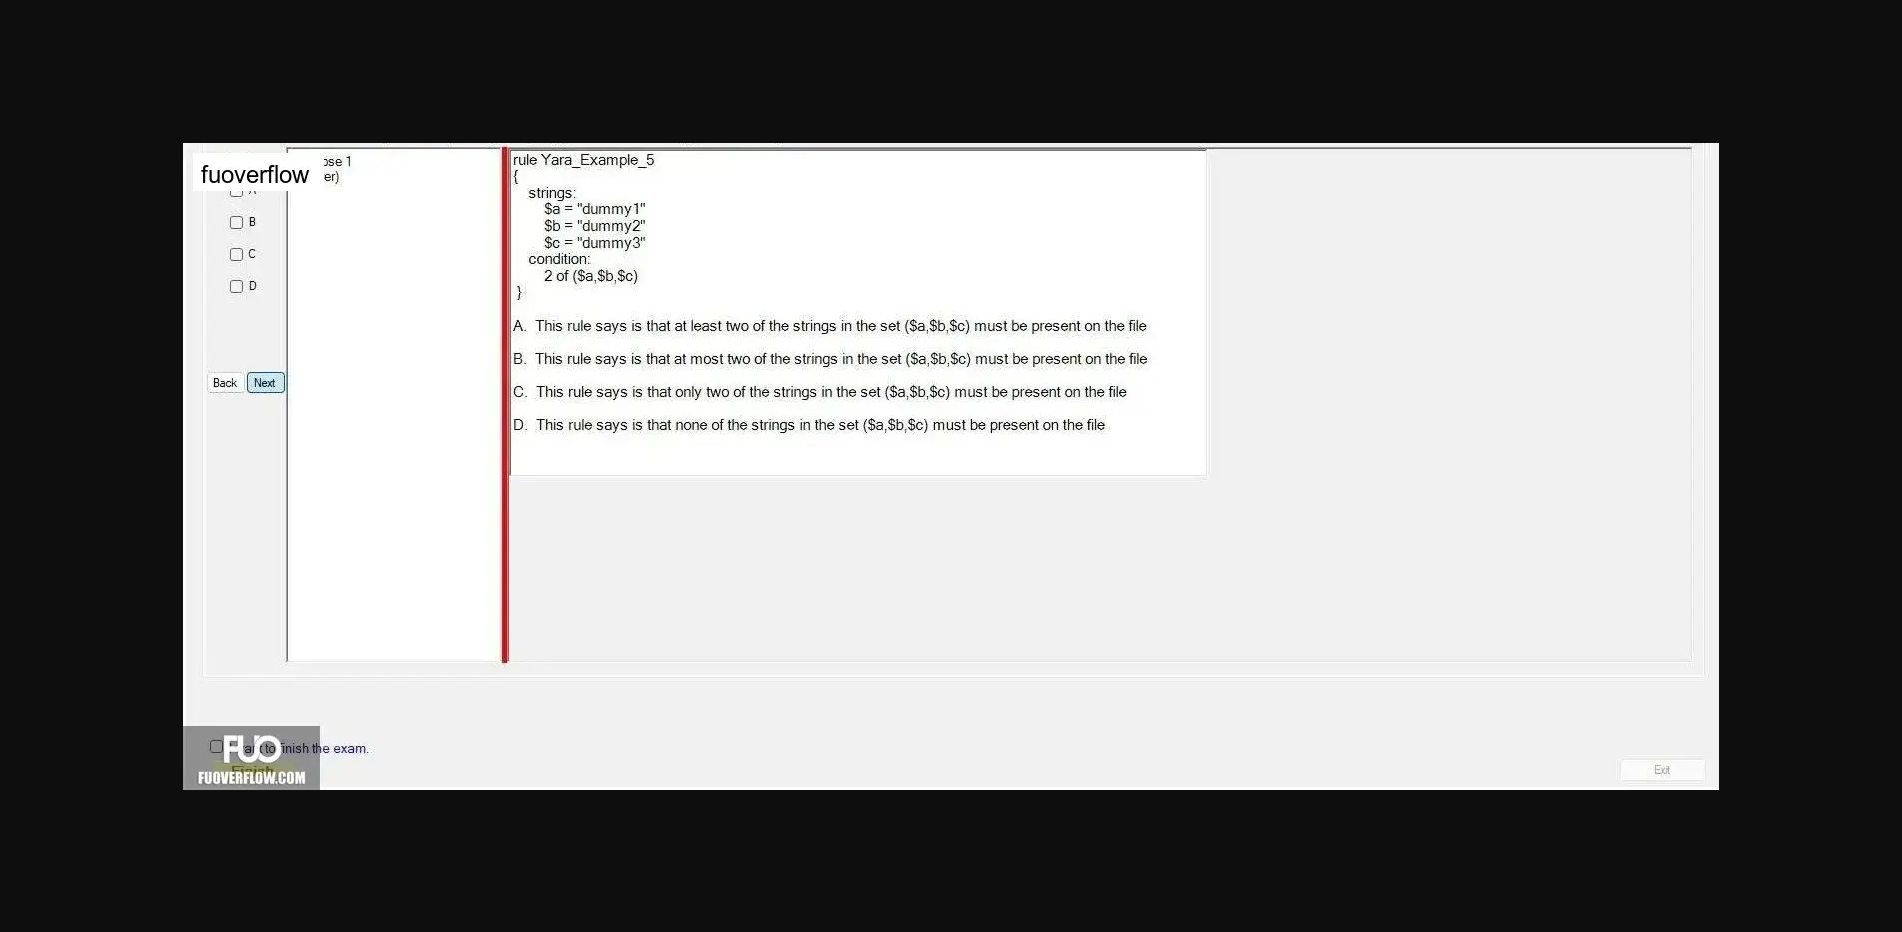 fuoverflow
1
er)
B
C
D
Back Next
rule Yara_Example_5
{
strings:
$a = "dummy1"
$b = "dummy2"
$c = "dummy3"
condition:
2 of ($a,$b,$c)
}
A. This rule says is that at least two of the strings in the set ($a,$b,$c) must be present on the file
B. This rule says is that at most two of the strings in the set ($a,$b,$c) must be present on the file
C. This rule says is that only two of the strings in the set ($a,$b,$c) must be present on the file
D. This rule says is that none of the strings in the set ($a,$b,$c) must be present on the file
to finish the exam.
FUO
FUOVERFLOW.COM
Finish
Exit